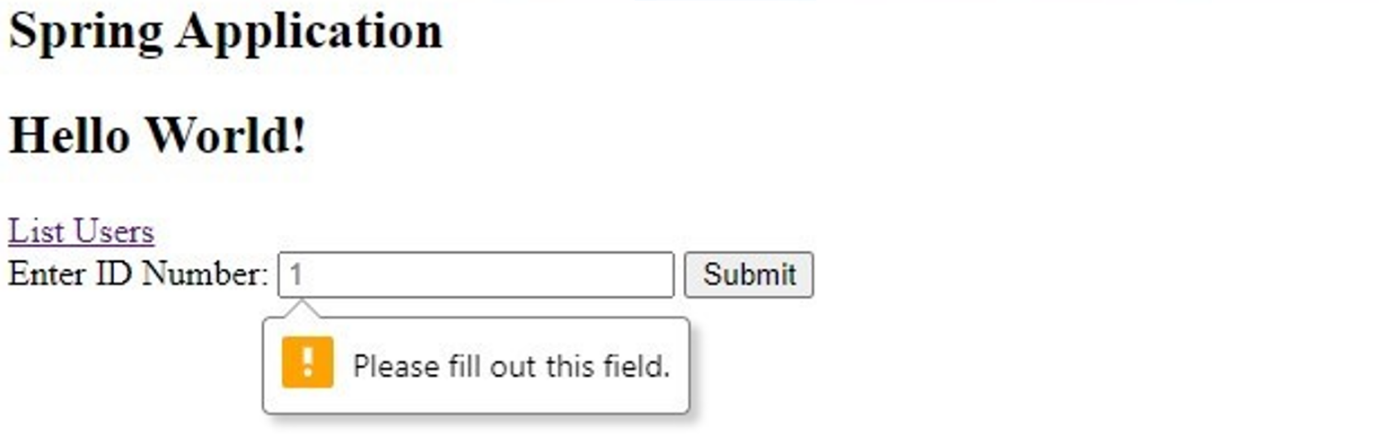 Spring Application
Hello World!
List Users
Enter ID Number: 1 Submit
! Please fill out this field.